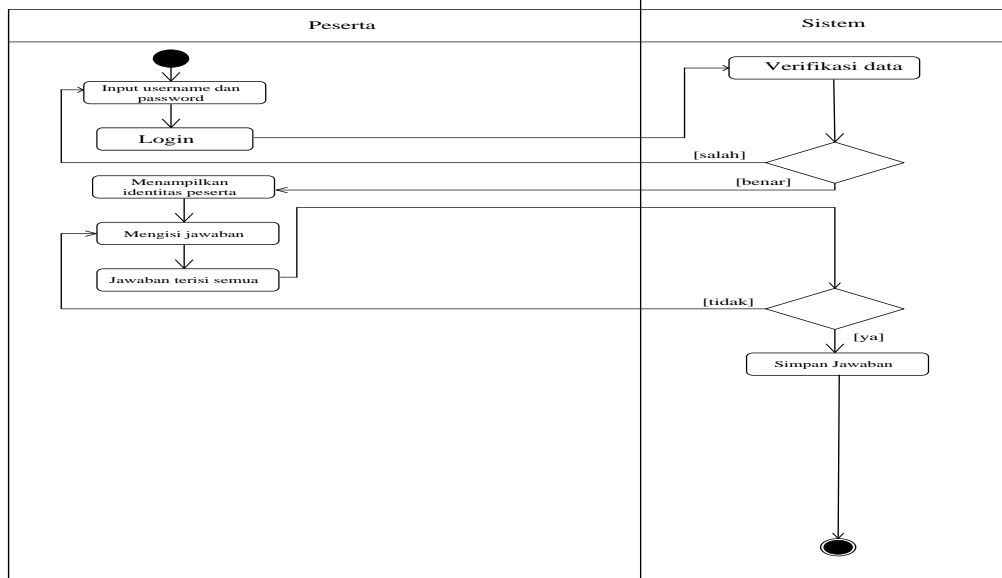 Peserta
Sistem
Input username dan
password
Login
Verifikasi data
[salah]
[benar]
Menampilkan
identitas peserta
Mengisi jawaban
Jawaban terisi semua
[tidak]
[ya]
Simpan Jawaban